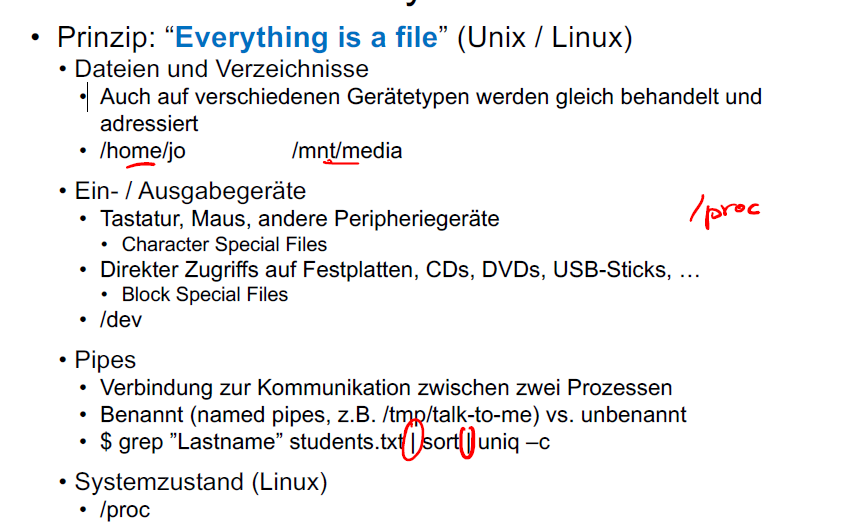 • Prinzip: “Everything is a file” (Unix / Linux)
• Dateien und Verzeichnisse
• Auch auf verschiedenen Gerätetypen werden gleich behandelt und
adressiert
• /home/jo /mnt/media
• Ein- / Ausgabegeräte
/proc
• Tastatur, Maus, andere Peripheriegeräte
• Character Special Files
• Direkter Zugriffs auf Festplatten, CDs, DVDs, USB-Sticks, …
• Block Special Files
• /dev
• Pipes
• Verbindung zur Kommunikation zwischen zwei Prozessen
• Benannt (named pipes, z.B. /tmp/talk-to-me) vs. unbenannt
• $ grep ”Lastname” students.txt | sort | uniq –c
• Systemzustand (Linux)
• /proc